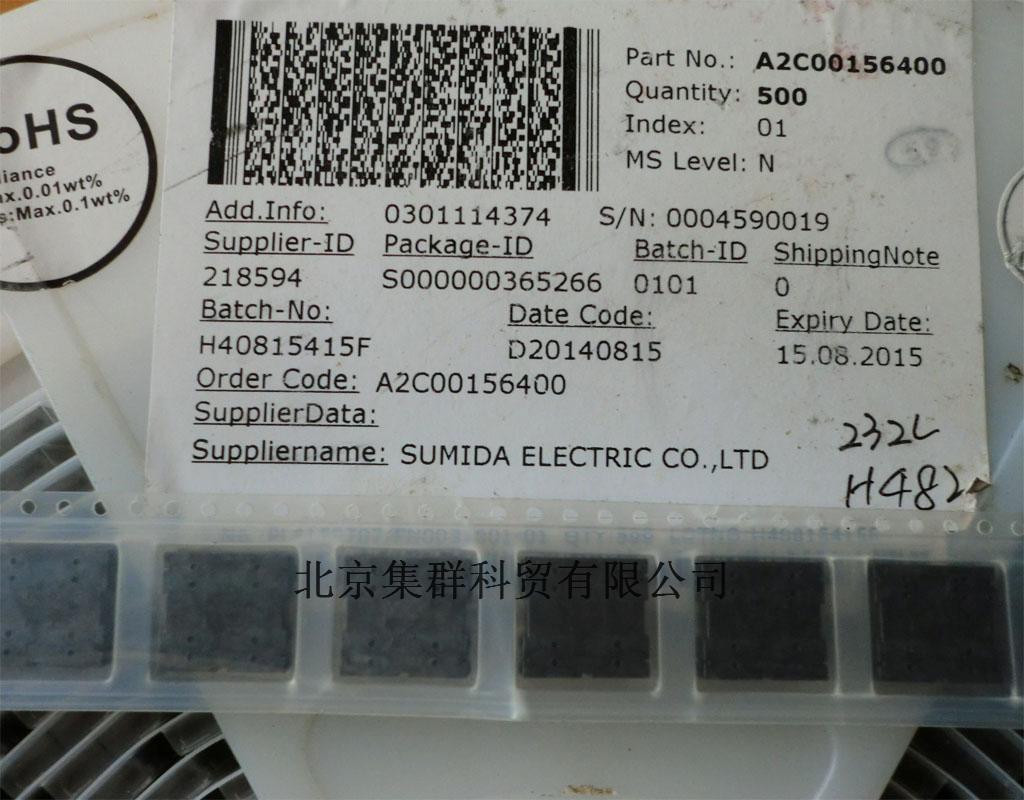 oHS
liance
ax.0.01wt%
s:Max.0.1wt%
Part No.: A2C00156400
Quantity: 500
Index: 01
MS Level: N
Add.Info: 0301114374 S/N: 0004590019
Supplier-ID Package-ID Batch-ID ShippingNote
218594 S000000365266 0101 0
Batch-No: Date Code: Expiry Date:
H40815415F D20140815 15.08.2015
Order Code: A2C00156400
SupplierData:
Suppliername: SUMIDA ELECTRIC CO.,LTD
232L
H482
H40815415F
北京集群科贸有限公司